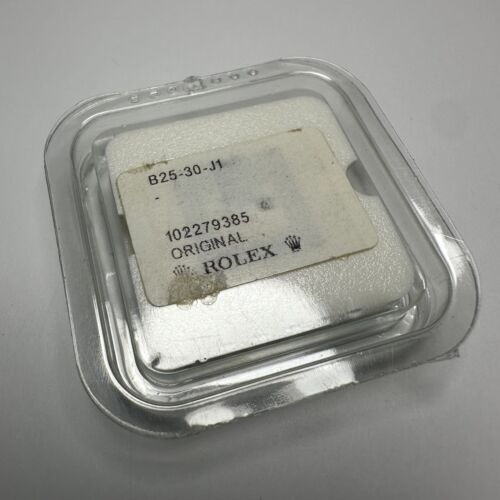 B25-30-J1
-
102279385
ORIGINAL
ROLEX